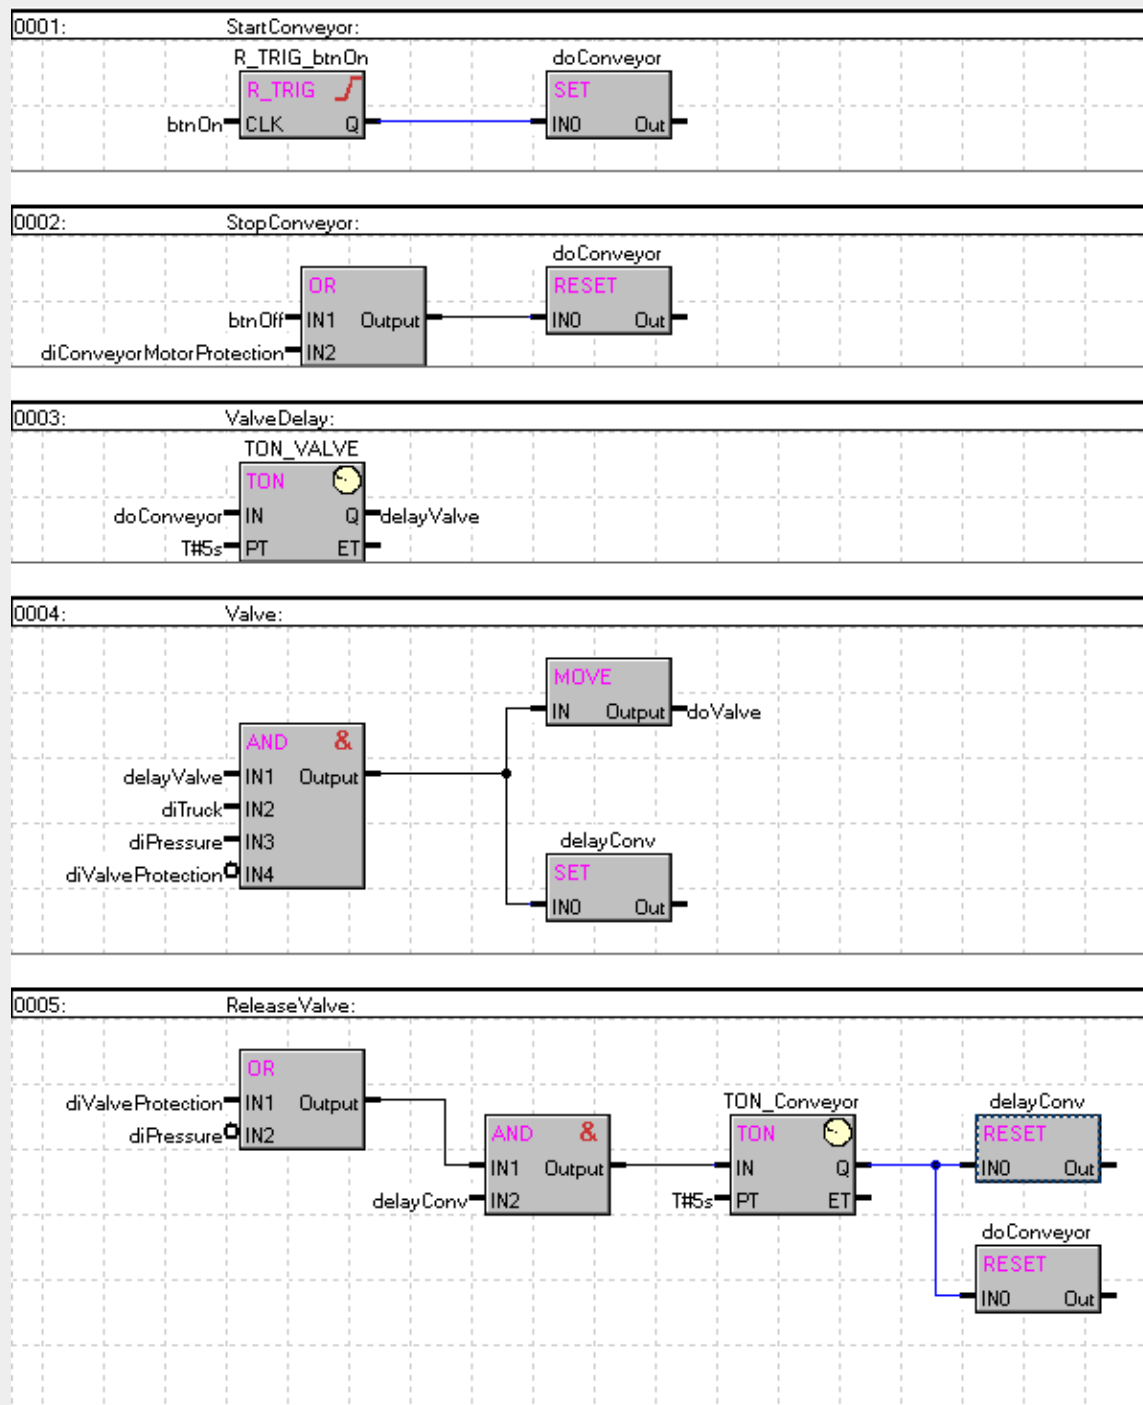 0001: StartConveyor:
R_TRIG_btnOn doConveyor
R_TRIG SET
btnOn CLK Q IN0 Out
0002: StopConveyor:
doConveyor
OR RESET
btnOff IN1 Output IN0 Out
diConveyorMotorProtection IN2
0003: ValveDelay:
TON_VALVE
TON
doConveyor IN Q delayValve
T#5s PT ET
0004: Valve:
MOVE
IN Output doValve
AND &
delayValve IN1 Output
diTruck IN2
diPressure IN3
delayConv
diValveProtection IN4 SET
IN0 Out
0005: ReleaseValve:
OR
diValveProtection IN1 Output TON_Conveyor delayConv
diPressure IN2 AND & TON RESET
IN1 Output IN Q IN0 Out
delayConv IN2 T#5s PT ET
doConveyor
RESET
IN0 Out